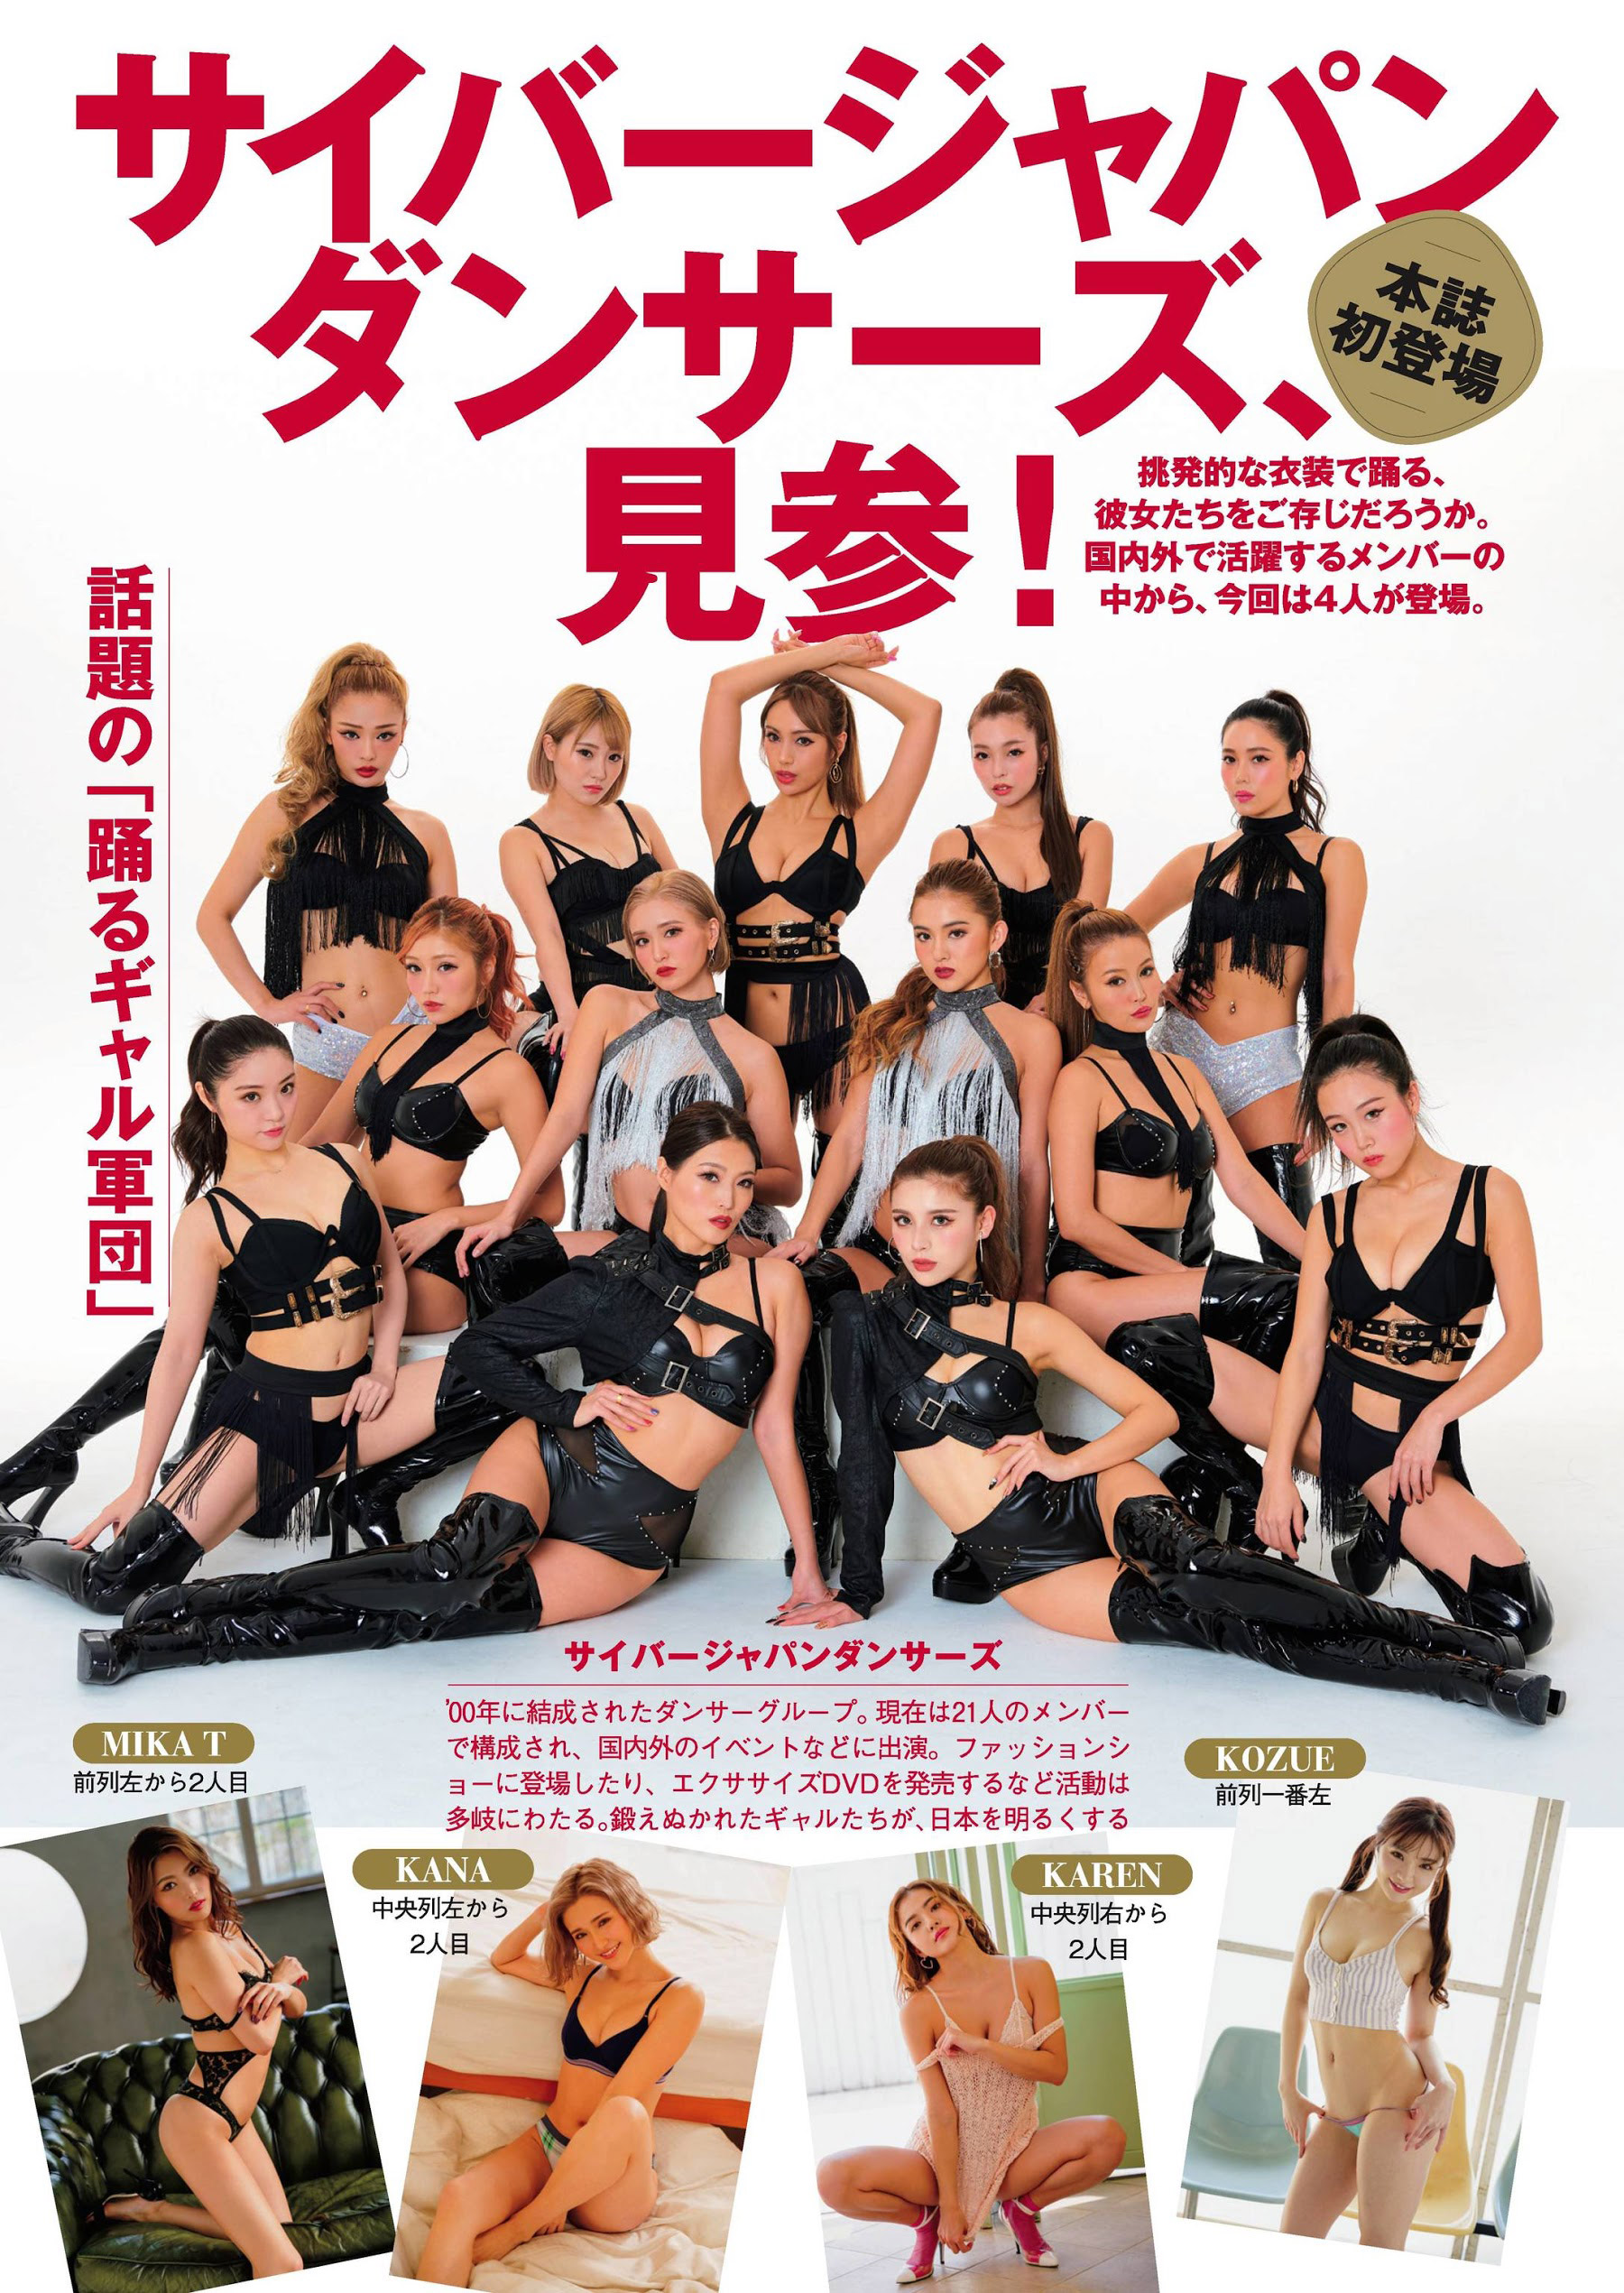 サイバージャパン
ダンサーズ、
見参!
本誌
初登場
挑発的な衣装で踊る、
彼女たちをご存じだろうか。
国内外で活躍するメンバーの
中から、今回は4人が登場。
話題の「踊るギャル軍団」
サイバージャパンダンサーズ
'00年に結成されたダンサーグループ。現在は21人のメンバー
で構成され、国内外のイベントなどに出演。ファッションシ
ョーに登場したり、エクササイズDVDを発売するなど活動は
多岐にわたる。鍛えぬかれたギャルたちが、日本を明るくする
MIKA T
前列左から2人目
KANA
中央列左から
2人目
KAREN
中央列右から
2人目
KOZUE
前列一番左